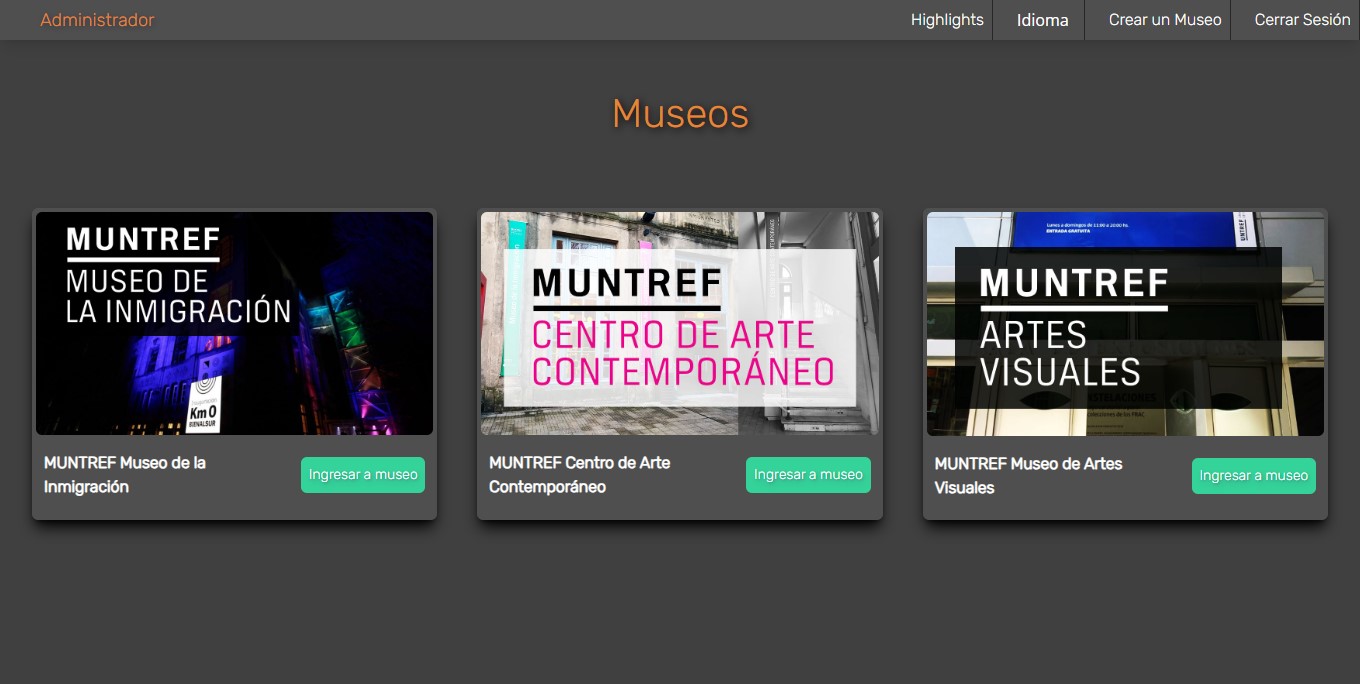 Administrador
Highlights
Idioma
Crear un Museo
Cerrar Sesión
Museos
MUNTREF
MUSEO DE
LA INMIGRACIÓN
Km 0
BIENALSUR
MUNTREF Museo de la
Inmigración
Ingresar a museo
MUNTREF
CENTRO DE ARTE
CONTEMPORÁNEO
MUNTREF Centro de Arte
Contemporáneo
Ingresar a museo
Lunes a domingos de 11:00 a 20:00 hs.
ENTRADA GRATUITA
UNTREF
MUNTREF
ARTES
VISUALES
MUNTREF Museo de Artes
Visuales
Ingresar a museo